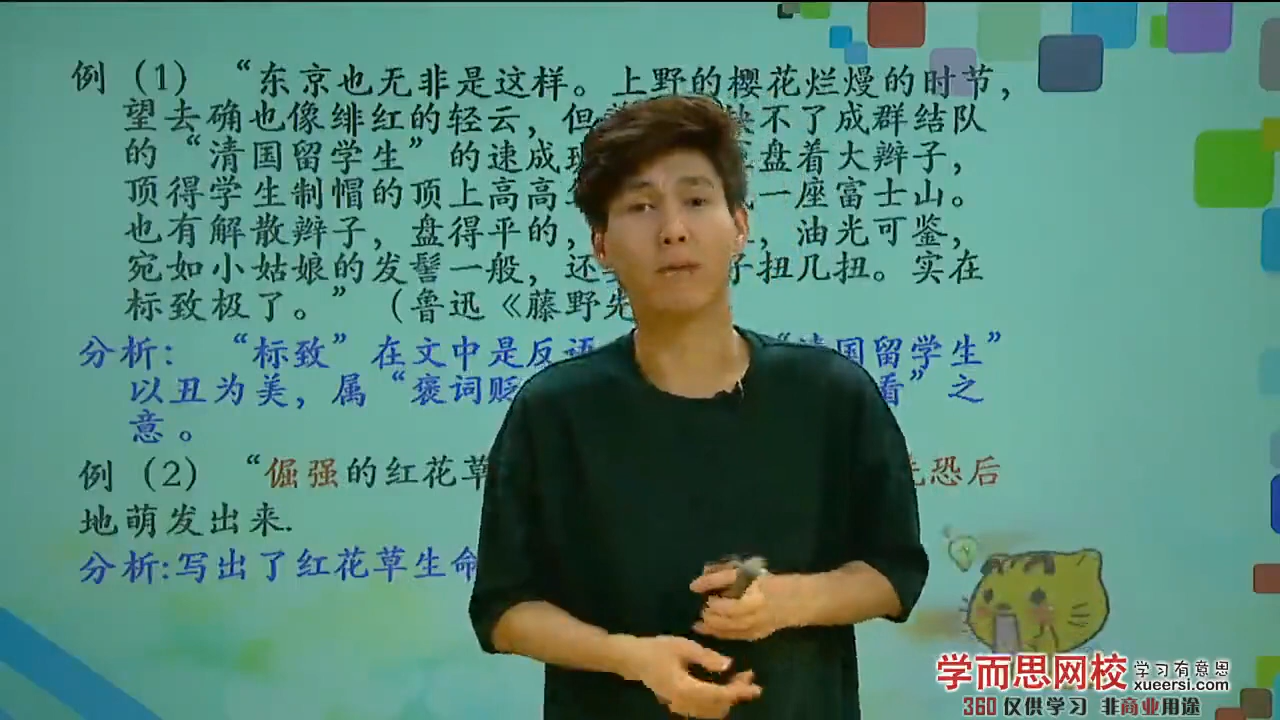 例（1） “东京也无非是这样。上野的樱花烂熳的时节，
望去确也像绯红的轻云，但 不了成群结队
的“清国留学生”的速成 盘着大辫子，
顶得学生制帽的顶上高高 一座富士山。
也有解散辫子，盘得平的， ，油光可鉴，
宛如小姑娘的发髻一般，还 扭几扭。实在
标致极了。” （鲁迅《藤野先
分析： “标致”在文中是反语 “清国留学生”
以丑为美，属“褒词贬 看”之
意。
例（2） “倔强的红花草 恐后
地萌发出来.
分析:写出了红花草生命
学而思网校 学习有意思
xueersi.com
360 仅供学习 非商业用途